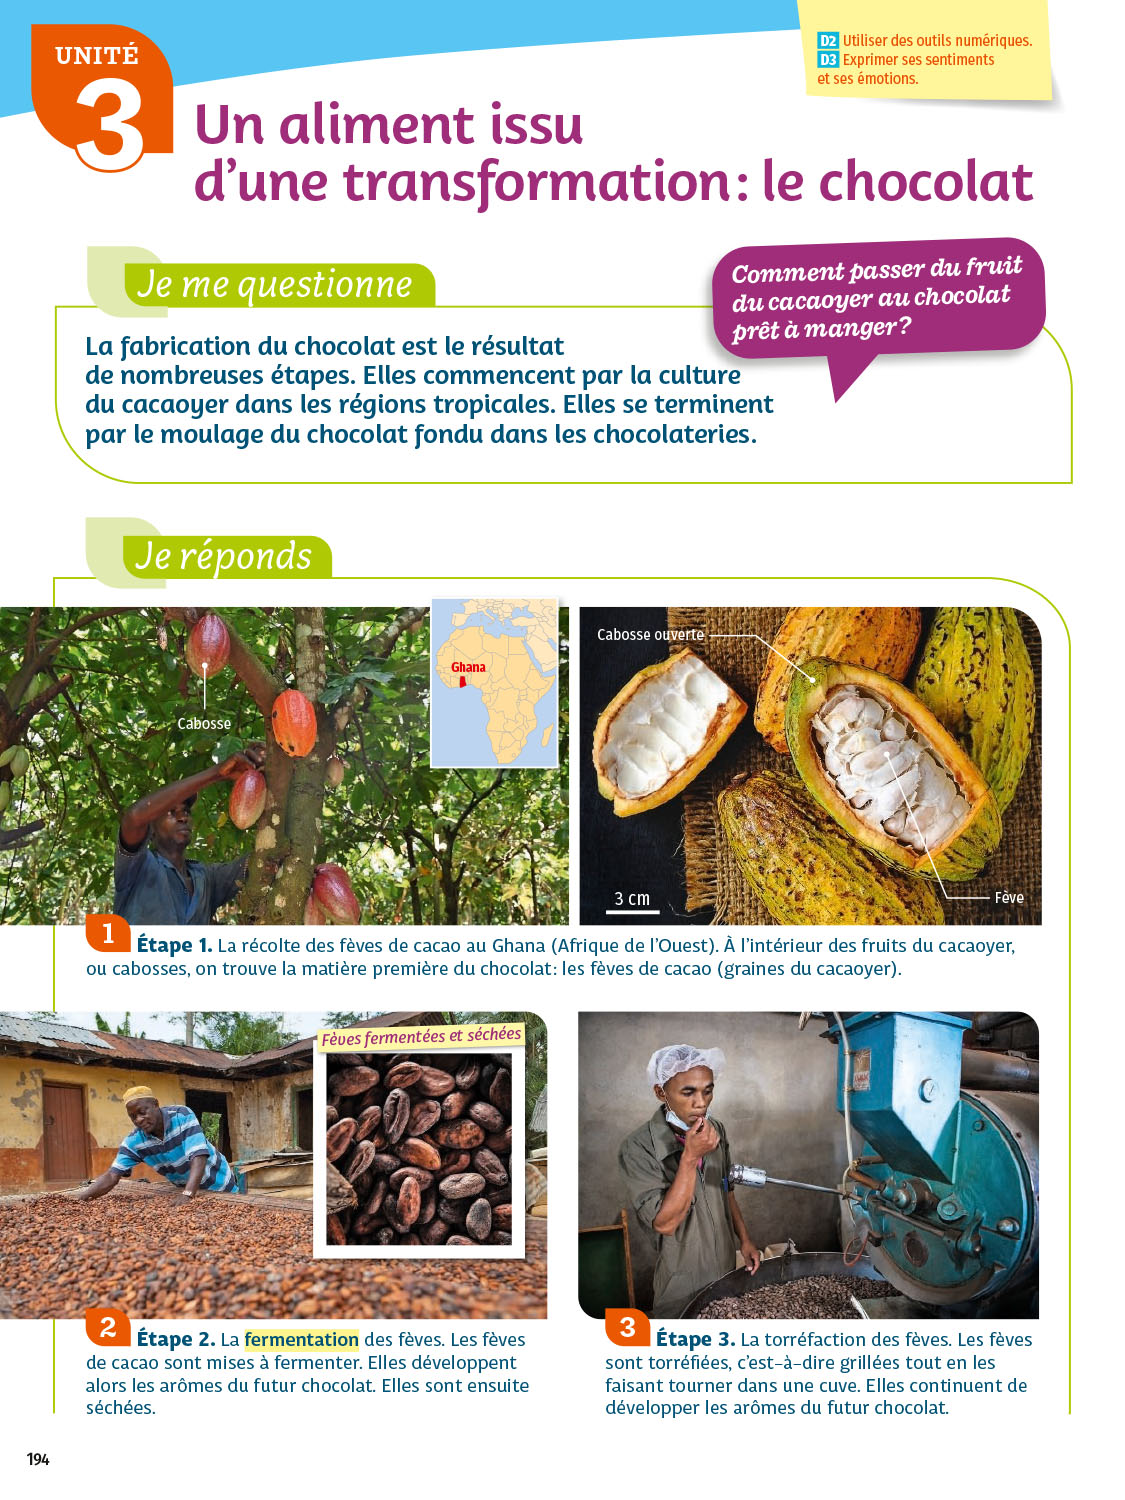 UNITÉ
3
D2 Utiliser des outils numériques.
D3 Exprimer ses sentiments
et ses émotions.
Un aliment issu
d'une transformation : le chocolat
Je me questionne
Comment passer du fruit
du cacaoyer au chocolat
prêt à manger ?
La fabrication du chocolat est le résultat
de nombreuses étapes. Elles commencent par la culture
du cacaoyer dans les régions tropicales. Elles se terminent
par le moulage du chocolat fondu dans les chocolateries.
Je réponds
Cabosse
Ghana
Cabosse ouverte
3 cm
Fève
1
Étape 1. La récolte des fèves de cacao au Ghana (Afrique de l'Ouest). À l'intérieur des fruits du cacaoyer,
ou cabosses, on trouve la matière première du chocolat : les fèves de cacao (graines du cacaoyer).
Fèves fermentées et séchées
2
Étape 2. La fermentation des fèves. Les fèves
de cacao sont mises à fermenter. Elles développent
alors les arômes du futur chocolat. Elles sont ensuite
séchées.
3
Étape 3. La torréfaction des fèves. Les fèves
sont torréfiées, c'est-à-dire grillées tout en les
faisant tourner dans une cuve. Elles continuent de
développer les arômes du futur chocolat.
194